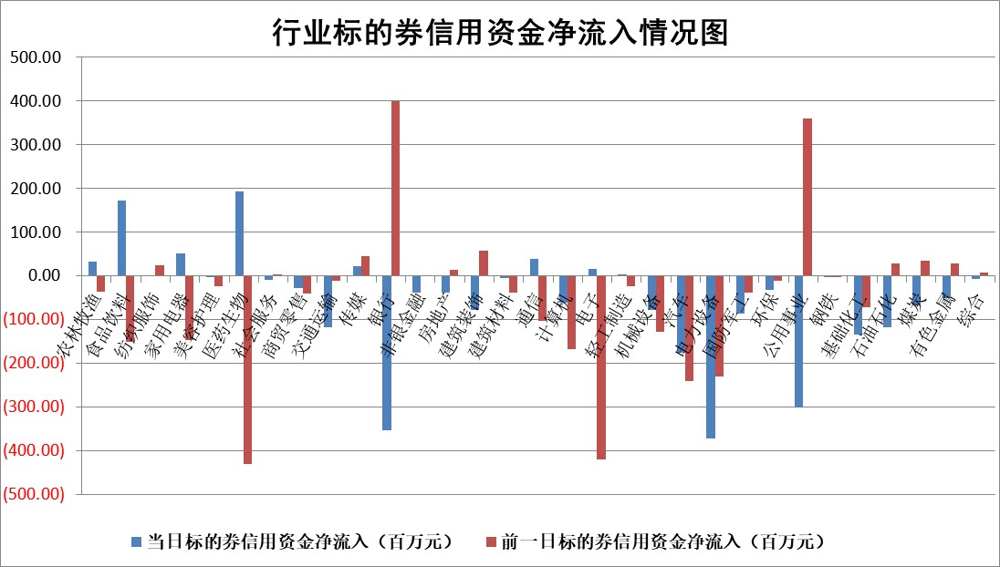 行业标的券信用资金净流入情况图
500.00
400.00
300.00
200.00
100.00
0.00
(100.00)
(200.00)
(300.00)
(400.00)
(500.00)
农林牧渔
食品饮料
纺织服饰
家用电器
美容护理
医药生物
社会服务
商贸零售
交通运输
传媒
银行
非银金融
房地产
建筑装饰
建筑材料
通信
计算机
电子
轻工制造
机械设备
汽车
电力设备
国防军工
环保
公用事业
钢铁
基础化工
石油石化
煤炭
有色金属
综合
当日标的券信用资金净流入（百万元）
前一日标的券信用资金净流入（百万元）